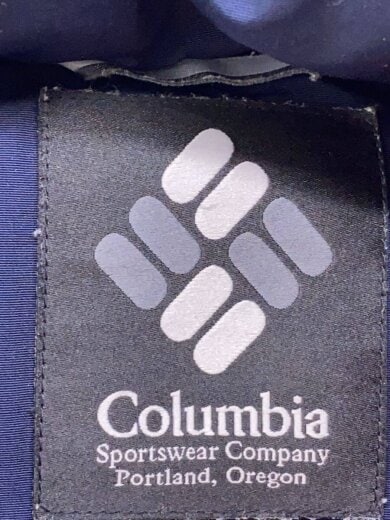 Columbia
Sportswear Company
Portland, Oregon